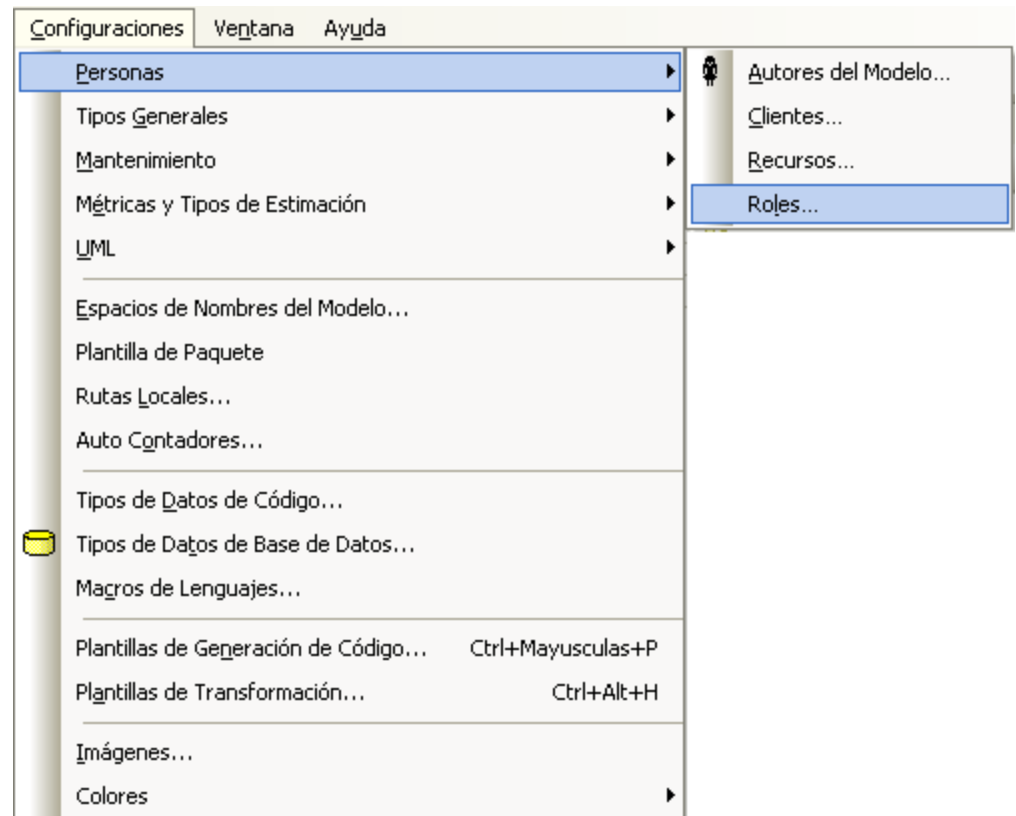 Configuraciones Ventana Ayuda
Personas
Autores del Modelo...
Clientes...
Recursos...
Roles...
Tipos Generales
Mantenimiento
Métricas y Tipos de Estimación
UML
Espacios de Nombres del Modelo...
Plantilla de Paquete
Rutas Locales...
Auto Contadores...
Tipos de Datos de Código...
Tipos de Datos de Base de Datos...
Macros de Lenguajes...
Plantillas de Generación de Código... Ctrl+Mayusculas+P
Plantillas de Transformación... Ctrl+Alt+H
Imágenes...
Colores